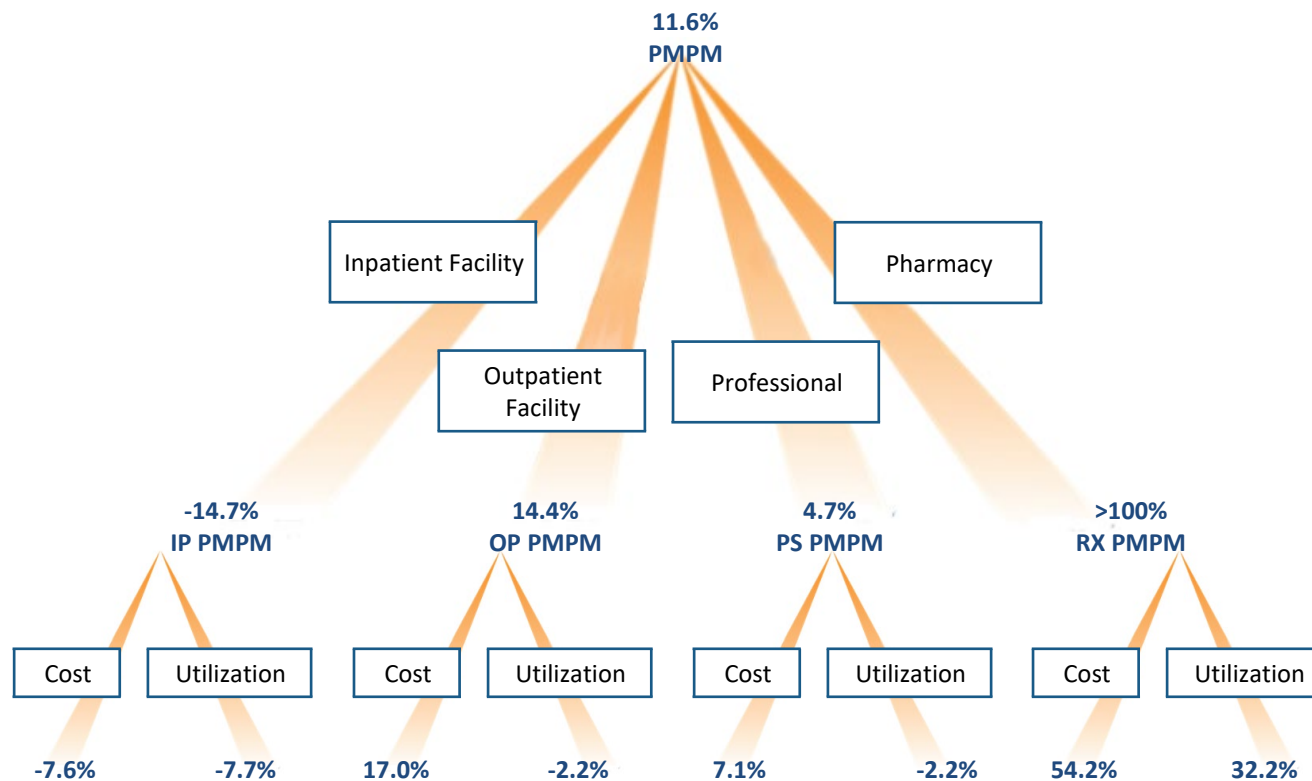 11.6%
PMPM
Inpatient Facility
Pharmacy
Outpatient
Facility
Professional
-14.7%
IP PMPM
14.4%
OP PMPM
4.7%
PS PMPM
>100%
RX PMPM
Cost
Utilization
Cost
Utilization
Cost
Utilization
Cost
Utilization
-7.6%
-7.7%
17.0%
-2.2%
7.1%
-2.2%
54.2%
32.2%